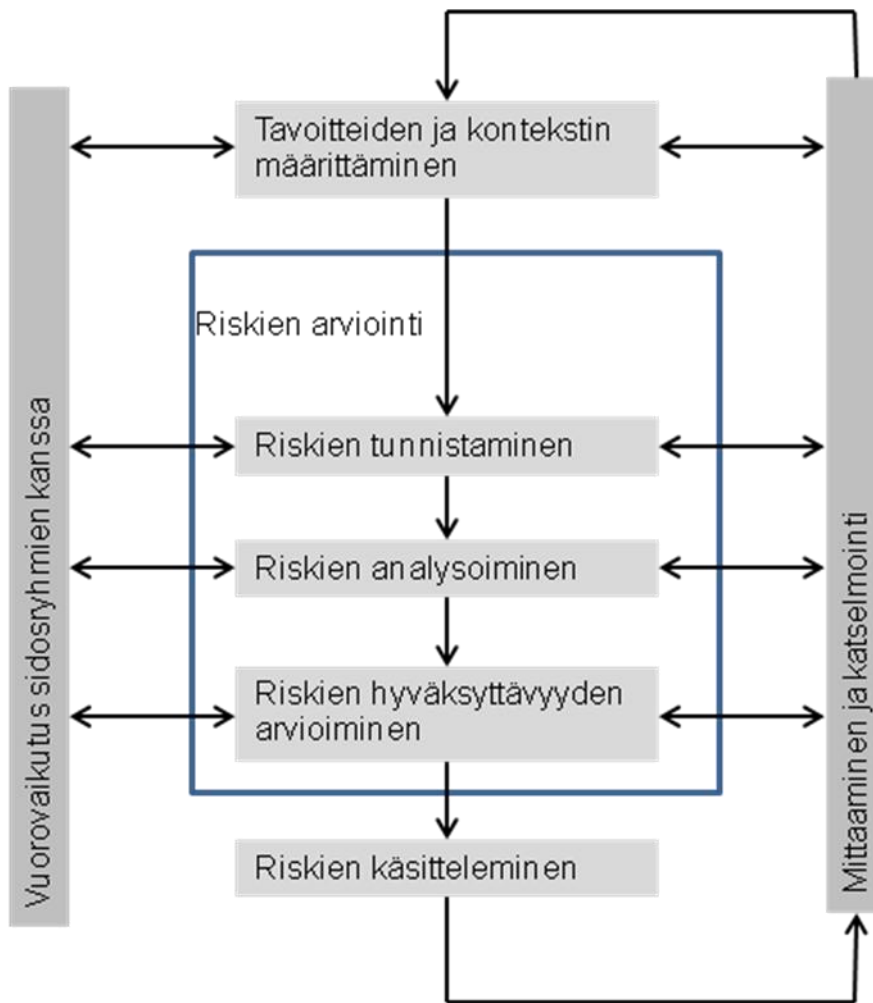 Tavoitteiden ja kontekstin
määrittäminen
Riskien arviointi
Riskien tunnistaminen
Riskien analysoiminen
Riskien hyväksyttävyyden
arvioiminen
Riskien käsitteleminen
Vuorovaikutus sidosryhmien kanssa
Mittaaminen ja katselmointi